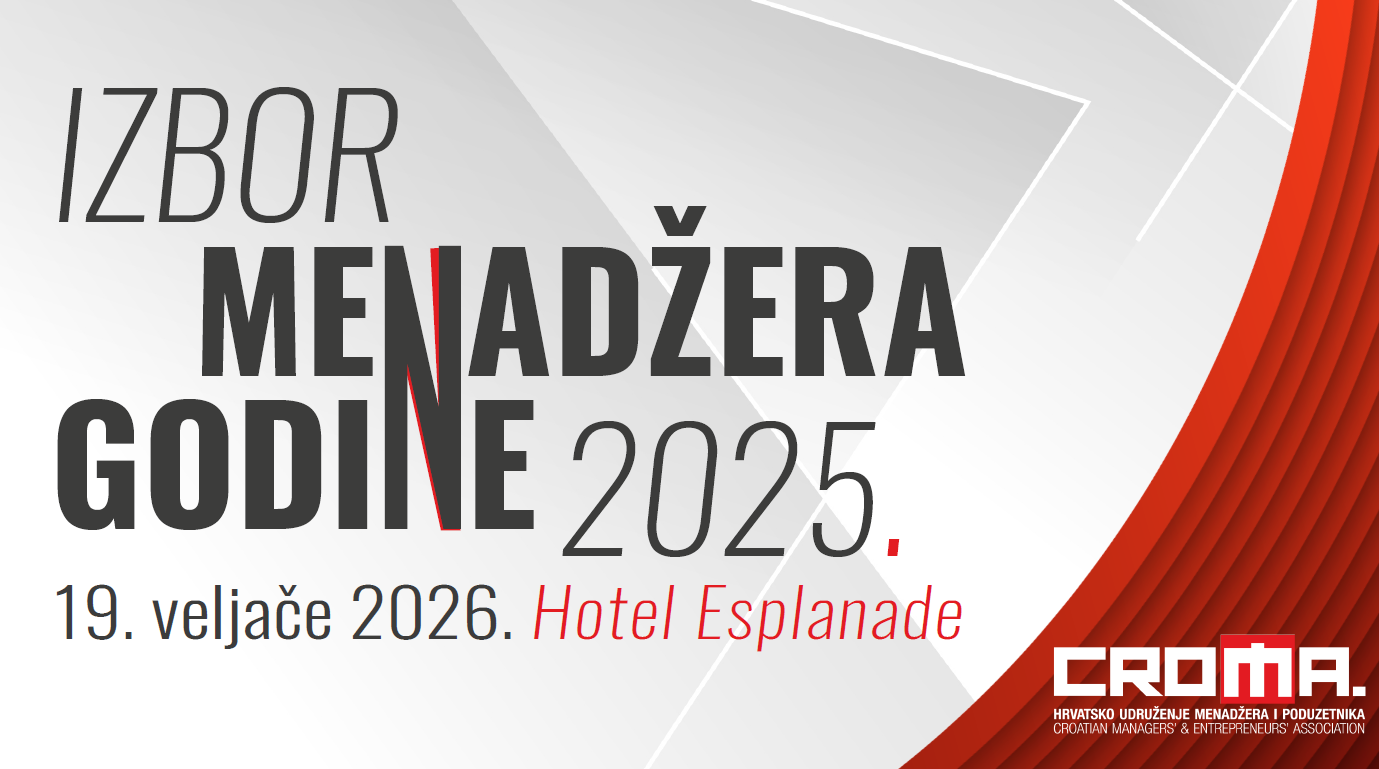 IZBOR
MENADŽERA
GODINE 2025.
19. veljače 2026. Hotel Esplanade
CROMA.
HRVATSKO UDRUŽENJE MENADŽERA I PODUZETNIKA
CROATIAN MANAGERS' & ENTREPRENEURS' ASSOCIATION